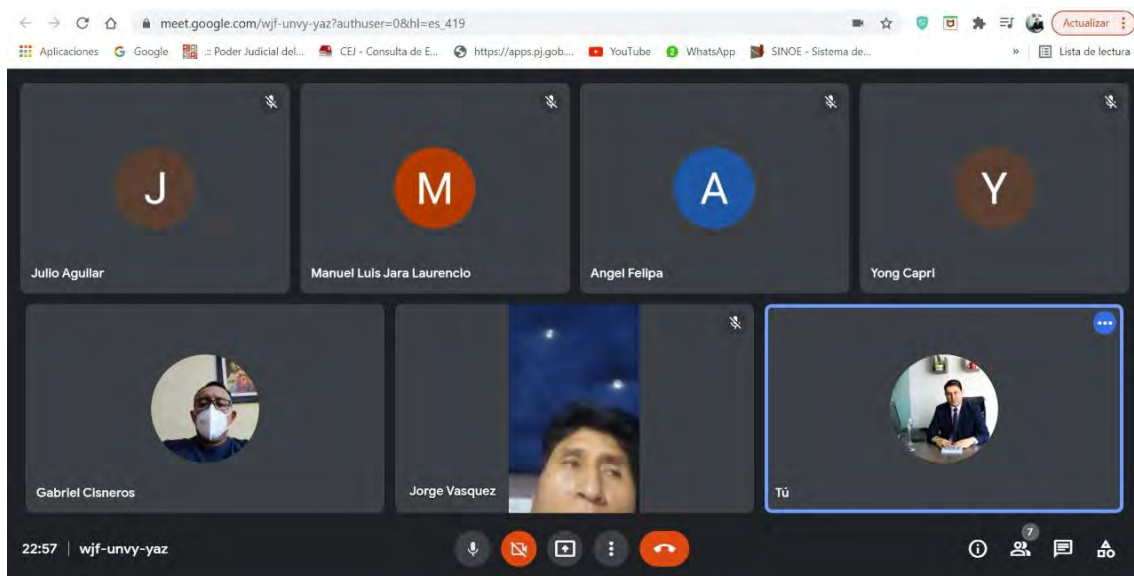 meet.google.com/wjf-unvy-yaz?authuser=0&hl=es_419
Actualizar
Aplicaciones Google .:: Poder Judicial del... CEJ - Consulta de E... https://apps.pj.gob.... YouTube WhatsApp SINOE - Sistema de... » Lista de lectura
J M A Y
Julio Aguilar Manuel Luis Jara Laurencio Angel Felipa Yong Capri
Gabriel Cisneros Jorge Vasquez Tú
22:57 | wjf-unvy-yaz 7